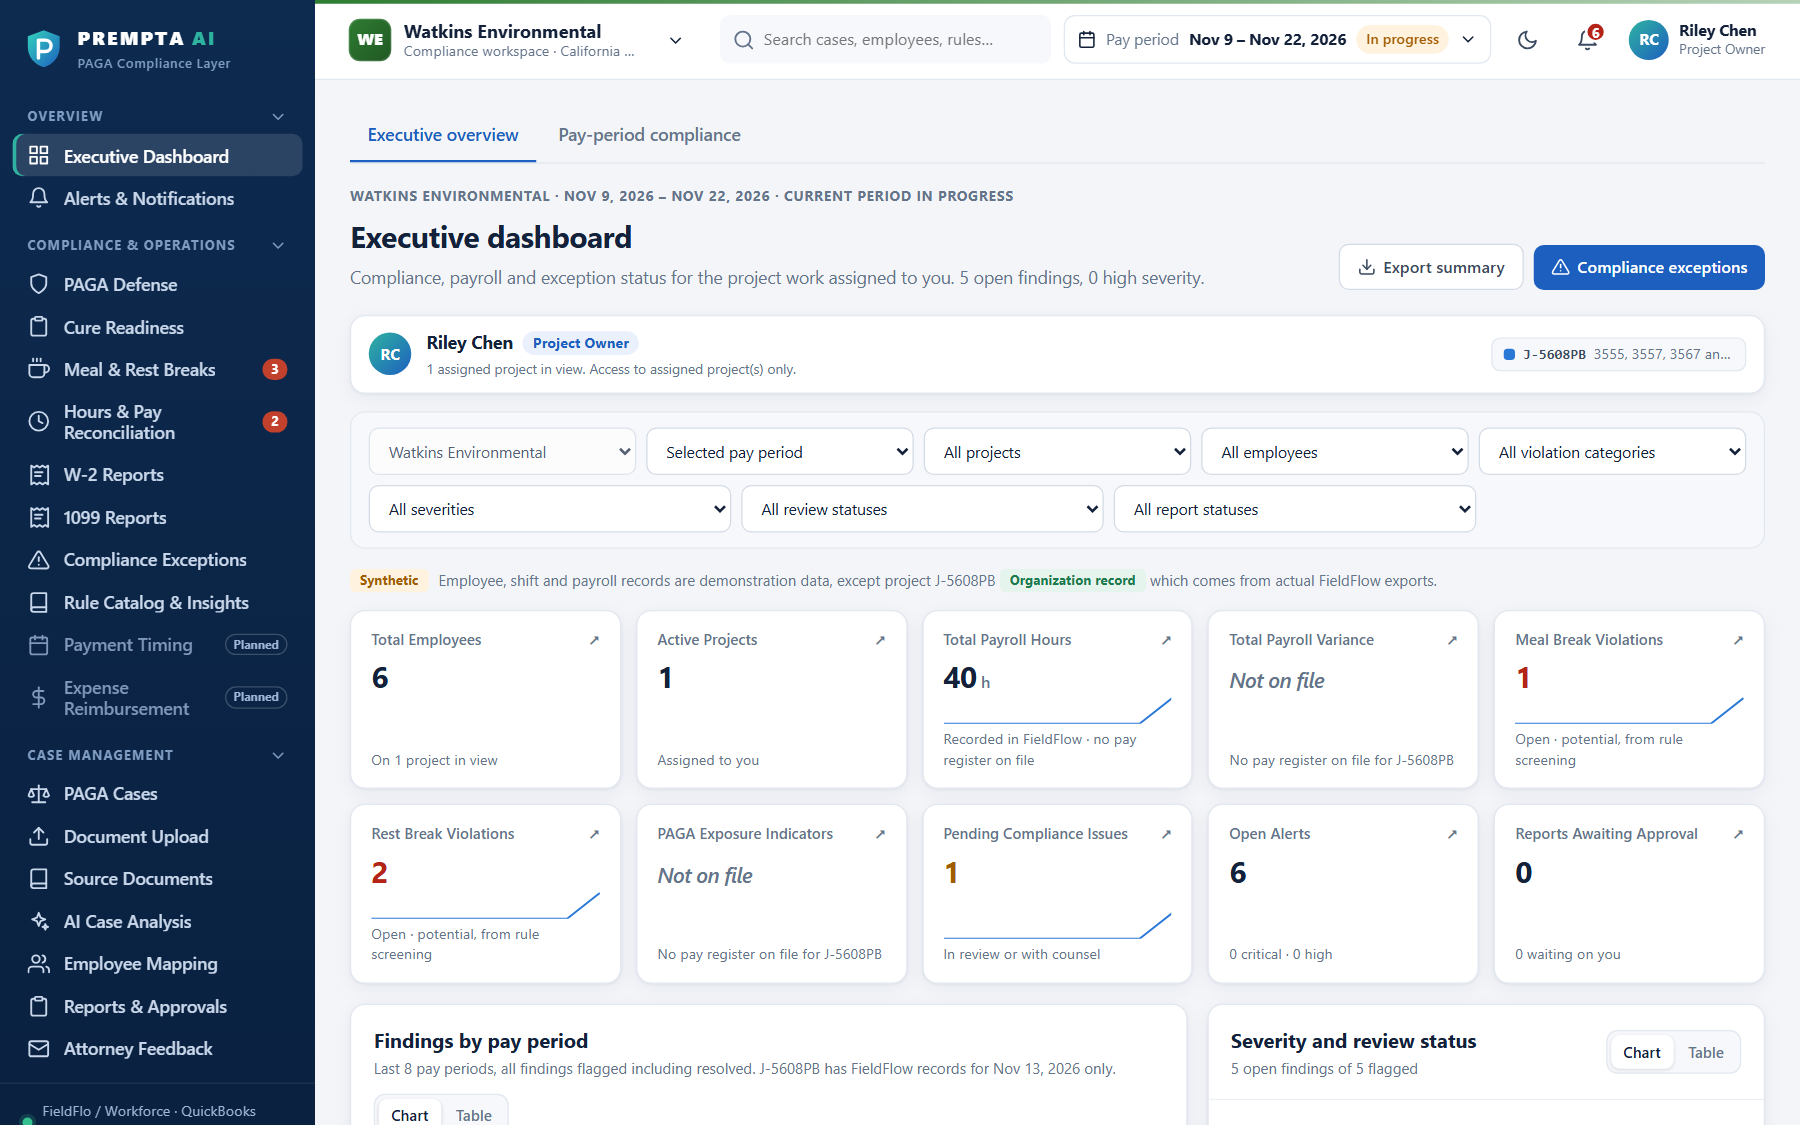 PREMPTA AI
PAGA Compliance Layer
OVERVIEW
Executive Dashboard
Alerts & Notifications
COMPLIANCE & OPERATIONS
PAGA Defense
Cure Readiness
Meal & Rest Breaks 3
Hours & Pay
Reconciliation 2
W-2 Reports
1099 Reports
Compliance Exceptions
Rule Catalog & Insights
Payment Timing Planned
Expense
Reimbursement Planned
CASE MANAGEMENT
PAGA Cases
Document Upload
Source Documents
AI Case Analysis
Employee Mapping
Reports & Approvals
Attorney Feedback
FieldFlo / Workforce · QuickBooks
WE Watkins Environmental
Compliance workspace · California ...
Search cases, employees, rules...
Pay period Nov 9 – Nov 22, 2026 In progress
6
RC Riley Chen
Project Owner
Executive overview Pay-period compliance
WATKINS ENVIRONMENTAL · NOV 9, 2026 – NOV 22, 2026 · CURRENT PERIOD IN PROGRESS
Executive dashboard
Compliance, payroll and exception status for the project work assigned to you. 5 open findings, 0 high severity.
Export summary Compliance exceptions
RC Riley Chen Project Owner
1 assigned project in view. Access to assigned project(s) only.
J-5608PB 3555, 3557, 3567 an...
Watkins Environmental Selected pay period All projects All employees All violation categories
All severities All review statuses All report statuses
Synthetic Employee, shift and payroll records are demonstration data, except project J-5608PB Organization record which comes from actual FieldFlow exports.
Total Employees
6
On 1 project in view
Active Projects
1
Assigned to you
Total Payroll Hours
40 h
Recorded in FieldFlow · no pay
register on file
Total Payroll Variance
Not on file
No pay register on file for J-5608PB
Meal Break Violations
1
Open · potential, from rule
screening
Rest Break Violations
2
Open · potential, from rule
screening
PAGA Exposure Indicators
Not on file
No pay register on file for J-5608PB
Pending Compliance Issues
1
In review or with counsel
Open Alerts
6
0 critical · 0 high
Reports Awaiting Approval
0
0 waiting on you
Findings by pay period
Last 8 pay periods, all findings flagged including resolved. J-5608PB has FieldFlow records for Nov 13, 2026 only.
Chart Table
Severity and review status
5 open findings of 5 flagged
Chart Table